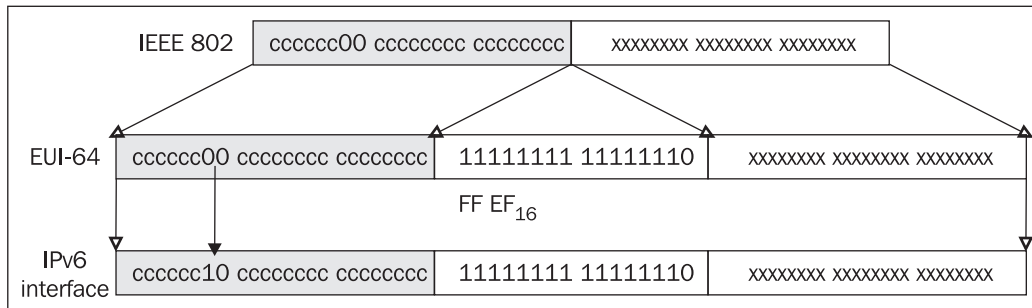 IEEE 802 cccccc00 cccccccc cccccccc xxxxxxxx xxxxxxxx xxxxxxxx
EUI-64 cccccc00 cccccccc cccccccc 11111111 11111110 xxxxxxxx xxxxxxxx xxxxxxxx
FF EF16
IPv6
interface cccccc10 cccccccc cccccccc 11111111 11111110 xxxxxxxx xxxxxxxx xxxxxxxx